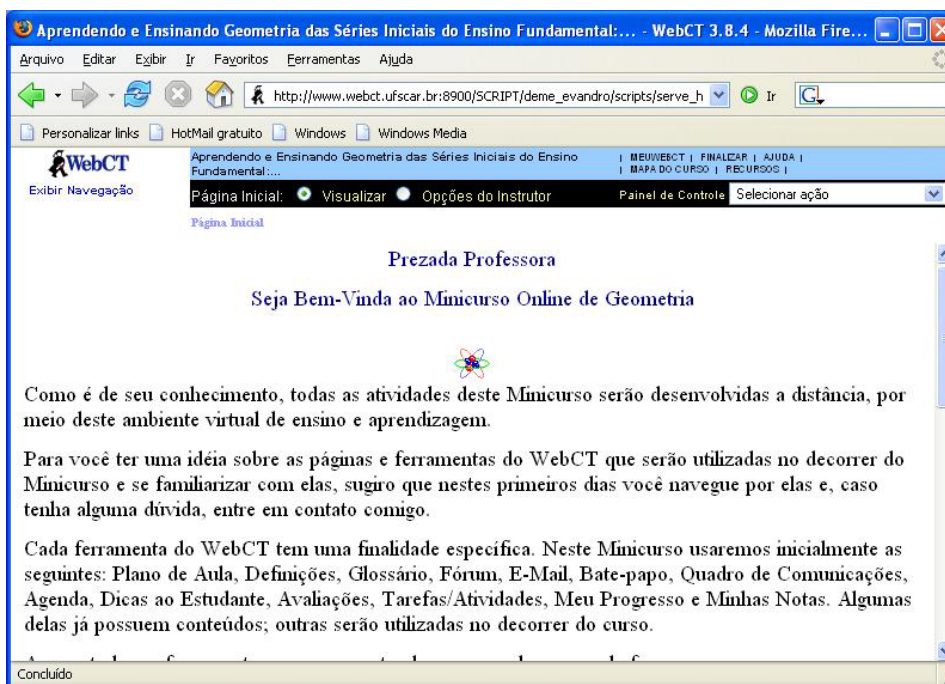 Aprendendo e Ensinando Geometria das Séries Iniciais do Ensino Fundamental:... - WebCT 3.8.4 - Mozilla Fire...
Arquivo Editar Exibir Ir Favoritos Ferramentas Ajuda
http://www.webct.ufscar.br:8900/SCRIPT/deme_evandro/scripts/serve_h Ir G
Personalizar links HotMail gratuito Windows Windows Media
WebCT
Exibir Navegação
Aprendendo e Ensinando Geometria das Séries Iniciais do Ensino
Fundamental:...
| MEUWEBCT | FINALIZAR | AJUDA |
| MAPA DO CURSO | RECURSOS |
Página Inicial: Visualizar Opções do Instrutor Painel de Controle Selecionar ação
Página Inicial
Prezada Professora
Seja Bem-Vinda ao Minicurso Online de Geometria
Como é de seu conhecimento, todas as atividades deste Minicurso serão desenvolvidas a distância, por
meio deste ambiente virtual de ensino e aprendizagem.
Para você ter uma idéia sobre as páginas e ferramentas do WebCT que serão utilizadas no decorrer do
Minicurso e se familiarizar com elas, sugiro que nestes primeiros dias você navegue por elas e, caso
tenha alguma dúvida, entre em contato comigo.
Cada ferramenta do WebCT tem uma finalidade específica. Neste Minicurso usaremos inicialmente as
seguintes: Plano de Aula, Definições, Glossário, Fórum, E-Mail, Bate-papo, Quadro de Comunicações,
Agenda, Dicas ao Estudante, Avaliações, Tarefas/Atividades, Meu Progresso e Minhas Notas. Algumas
delas já possuem conteúdos; outras serão utilizadas no decorrer do curso.
Concluído